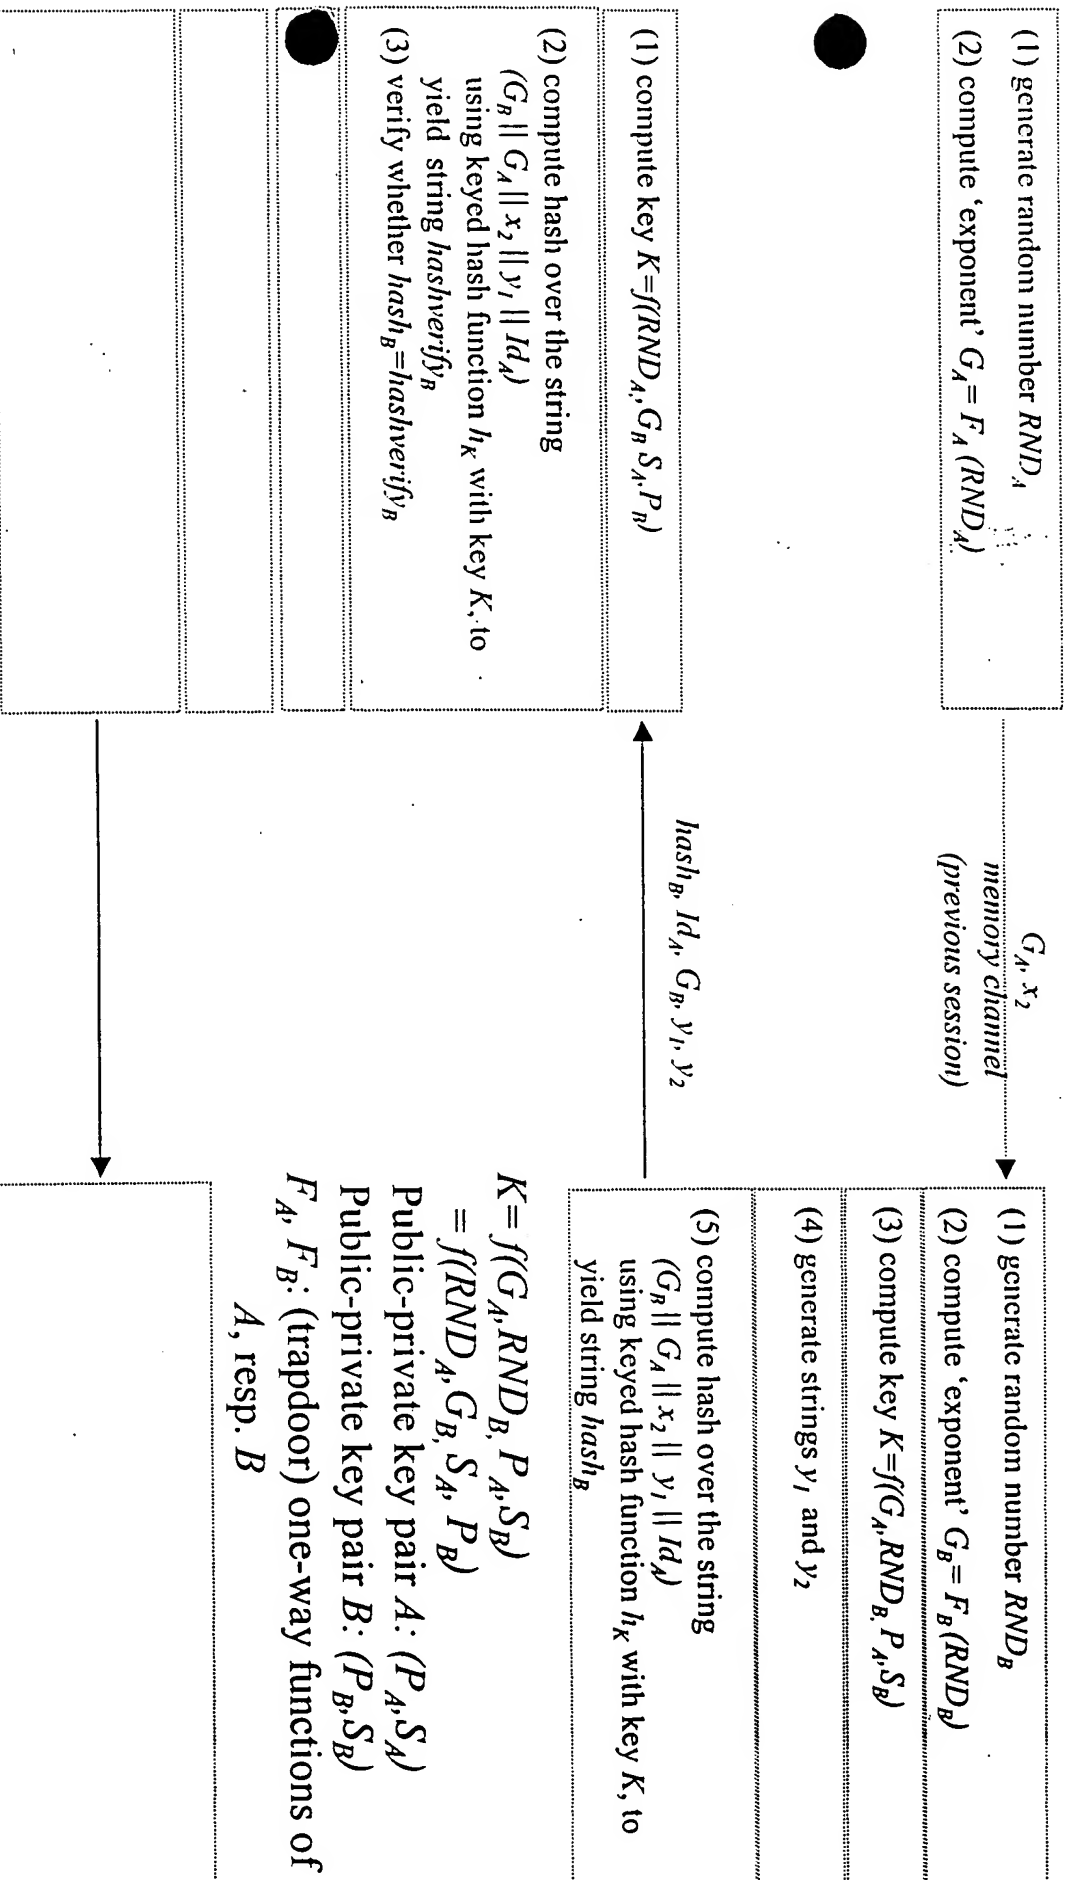 (1) generate random number RND_A
(2) compute ‘exponent’ G_A= F_A (RND_A)
G_A, x_2
memory channel
(previous session)
(1) generate random number RND_B
(2) compute ‘exponent’ G_B= F_B (RND_B)
(3) compute key K=f(G_A,RND_B, P_A,S_B)
(4) generate strings y_1 and y_2
(5) compute hash over the string
(G_B || G_A || x_2 || y_1 || Id_A)
using keyed hash function h_K with key K, to
yield string hash_B
hash_B, Id_A, G_B, y_1, y_2
(1) compute key K=f(RND_A, G_B S_A,P_B)
(2) compute hash over the string
(G_B || G_A || x_2 || y_1 || Id_A)
using keyed hash function h_K with key K, to
yield string hashverify_B
(3) verify whether hash_B=hashverify_B
K= f(G_A,RND_B, P_A,S_B)
= f(RND_A,G_B, S_A, P_B)
Public-private key pair A: (P_A,S_A)
Public-private key pair B: (P_B,S_B)
F_A, F_B: (trapdoor) one-way functions of
A, resp. B